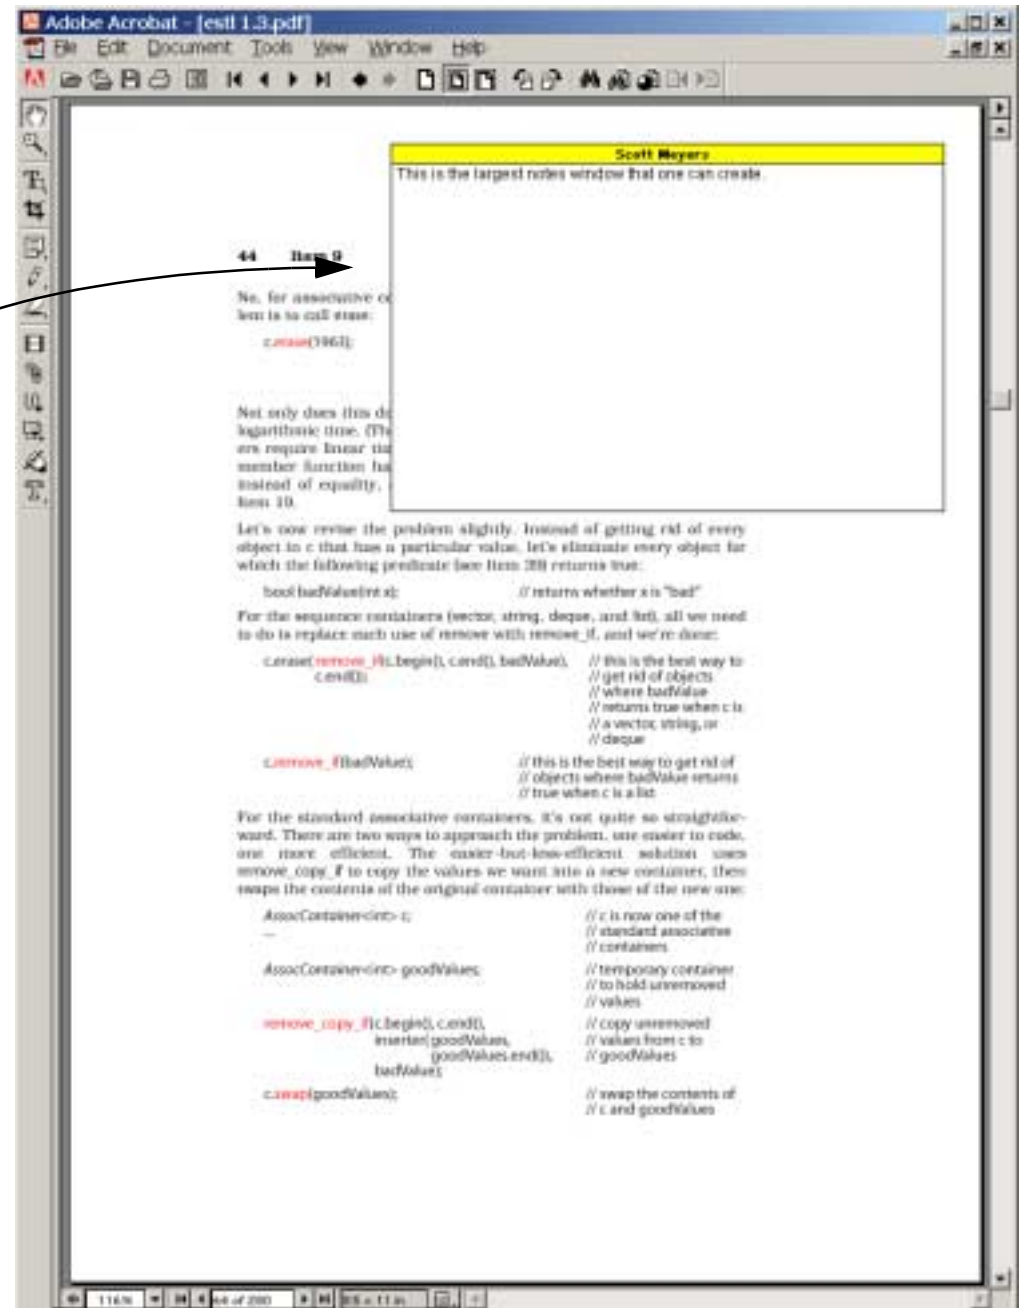 Adobe Acrobat - [estl 1.3.pdf]
File Edit Document Tools View Window Help
Scott Meyers
This is the largest notes window that one can create.
44 Item 9
No, for associative co
lem is to call erase:
c.erase(1963);
Not only does this do
logarithmic time. (Th
ers require linear tim
member function ha
instead of equality,
Item 19.
Let's now revise the problem slightly. Instead of getting rid of every
object in c that has a particular value, let's eliminate every object for
which the following predicate (see Item 39) returns true:
bool badValue(int x); // returns whether x is "bad"
For the sequence containers (vector, string, deque, and list), all we need
to do is replace each use of remove with remove_if, and we're done:
c.erase(remove_if(c.begin(), c.end(), badValue), // this is the best way to
c.end()); // get rid of objects
// where badValue
// returns true when c is
// a vector, string, or
// deque
c.remove_if(badValue); // this is the best way to get rid of
// objects where badValue returns
// true when c is a list
For the standard associative containers, it's not quite so straightfor-
ward. There are two ways to approach the problem, one easier to code,
one more efficient. The easier-but-less-efficient solution uses
remove_copy_if to copy the values we want into a new container, then
swaps the contents of the original container with those of the new one:
AssocContainer<int> c; // c is now one of the
... // standard associative
// containers
AssocContainer<int> goodValues; // temporary container
// to hold unremoved
// values
remove_copy_if(c.begin(), c.end(), // copy unremoved
inserter(goodValues, // values from c to
goodValues.end()), // goodValues
badValue);
c.swap(goodValues); // swap the contents of
// c and goodValues
116% of 280 8.5 x 11 in